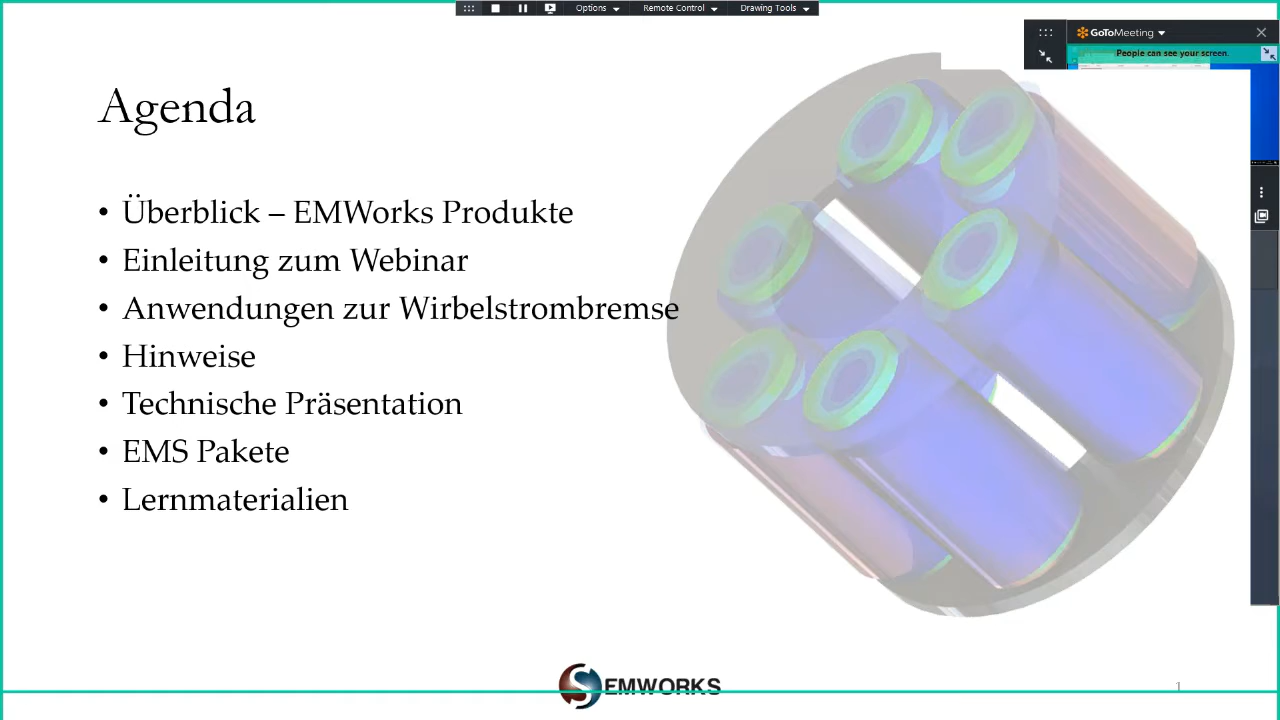 Options
Remote Control
Drawing Tools
GoToMeeting
People can see your screen.
Agenda
• Überblick – EMWorks Produkte
• Einleitung zum Webinar
• Anwendungen zur Wirbelstrombremse
• Hinweise
• Technische Präsentation
• EMS Pakete
• Lernmaterialien
EMWORKS
1